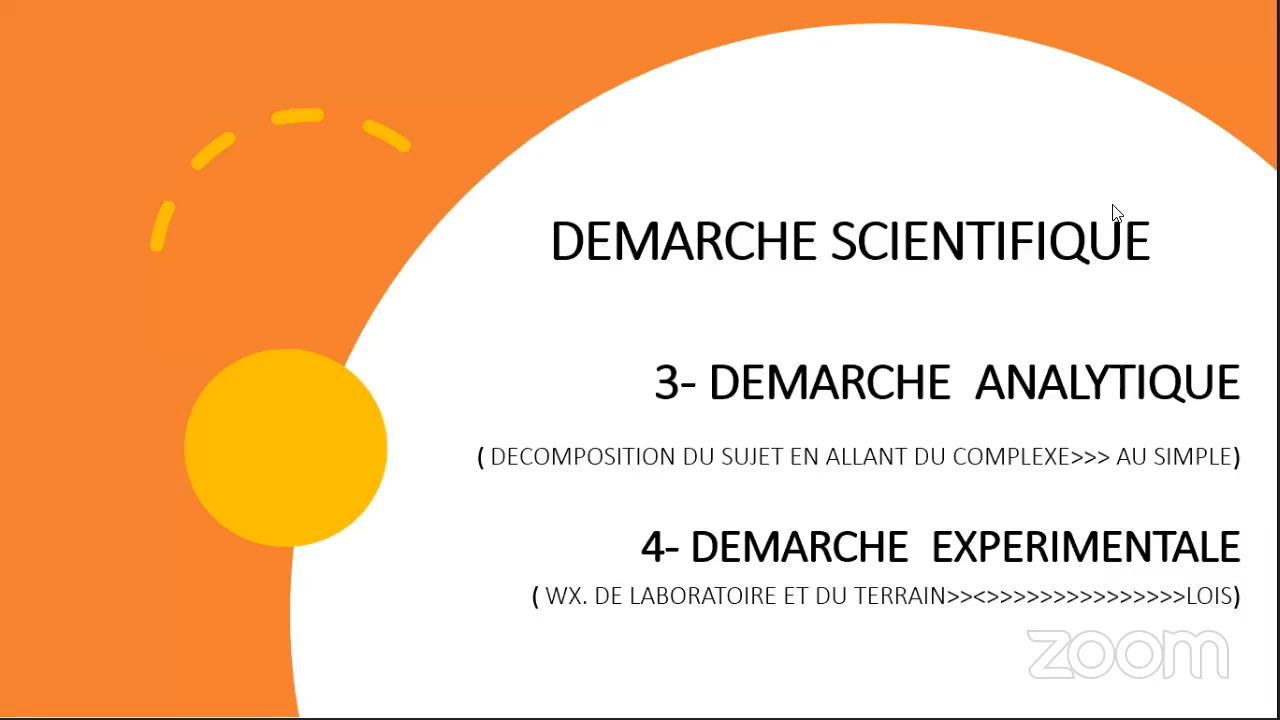 DEMARCHE SCIENTIFIQUE
3- DEMARCHE ANALYTIQUE
( DECOMPOSITION DU SUJET EN ALLANT DU COMPLEXE>>> AU SIMPLE)
4- DEMARCHE EXPERIMENTALE
( WX. DE LABORATOIRE ET DU TERRAIN>><>>>>>>>>>>>>>>>LOIS)
zoom